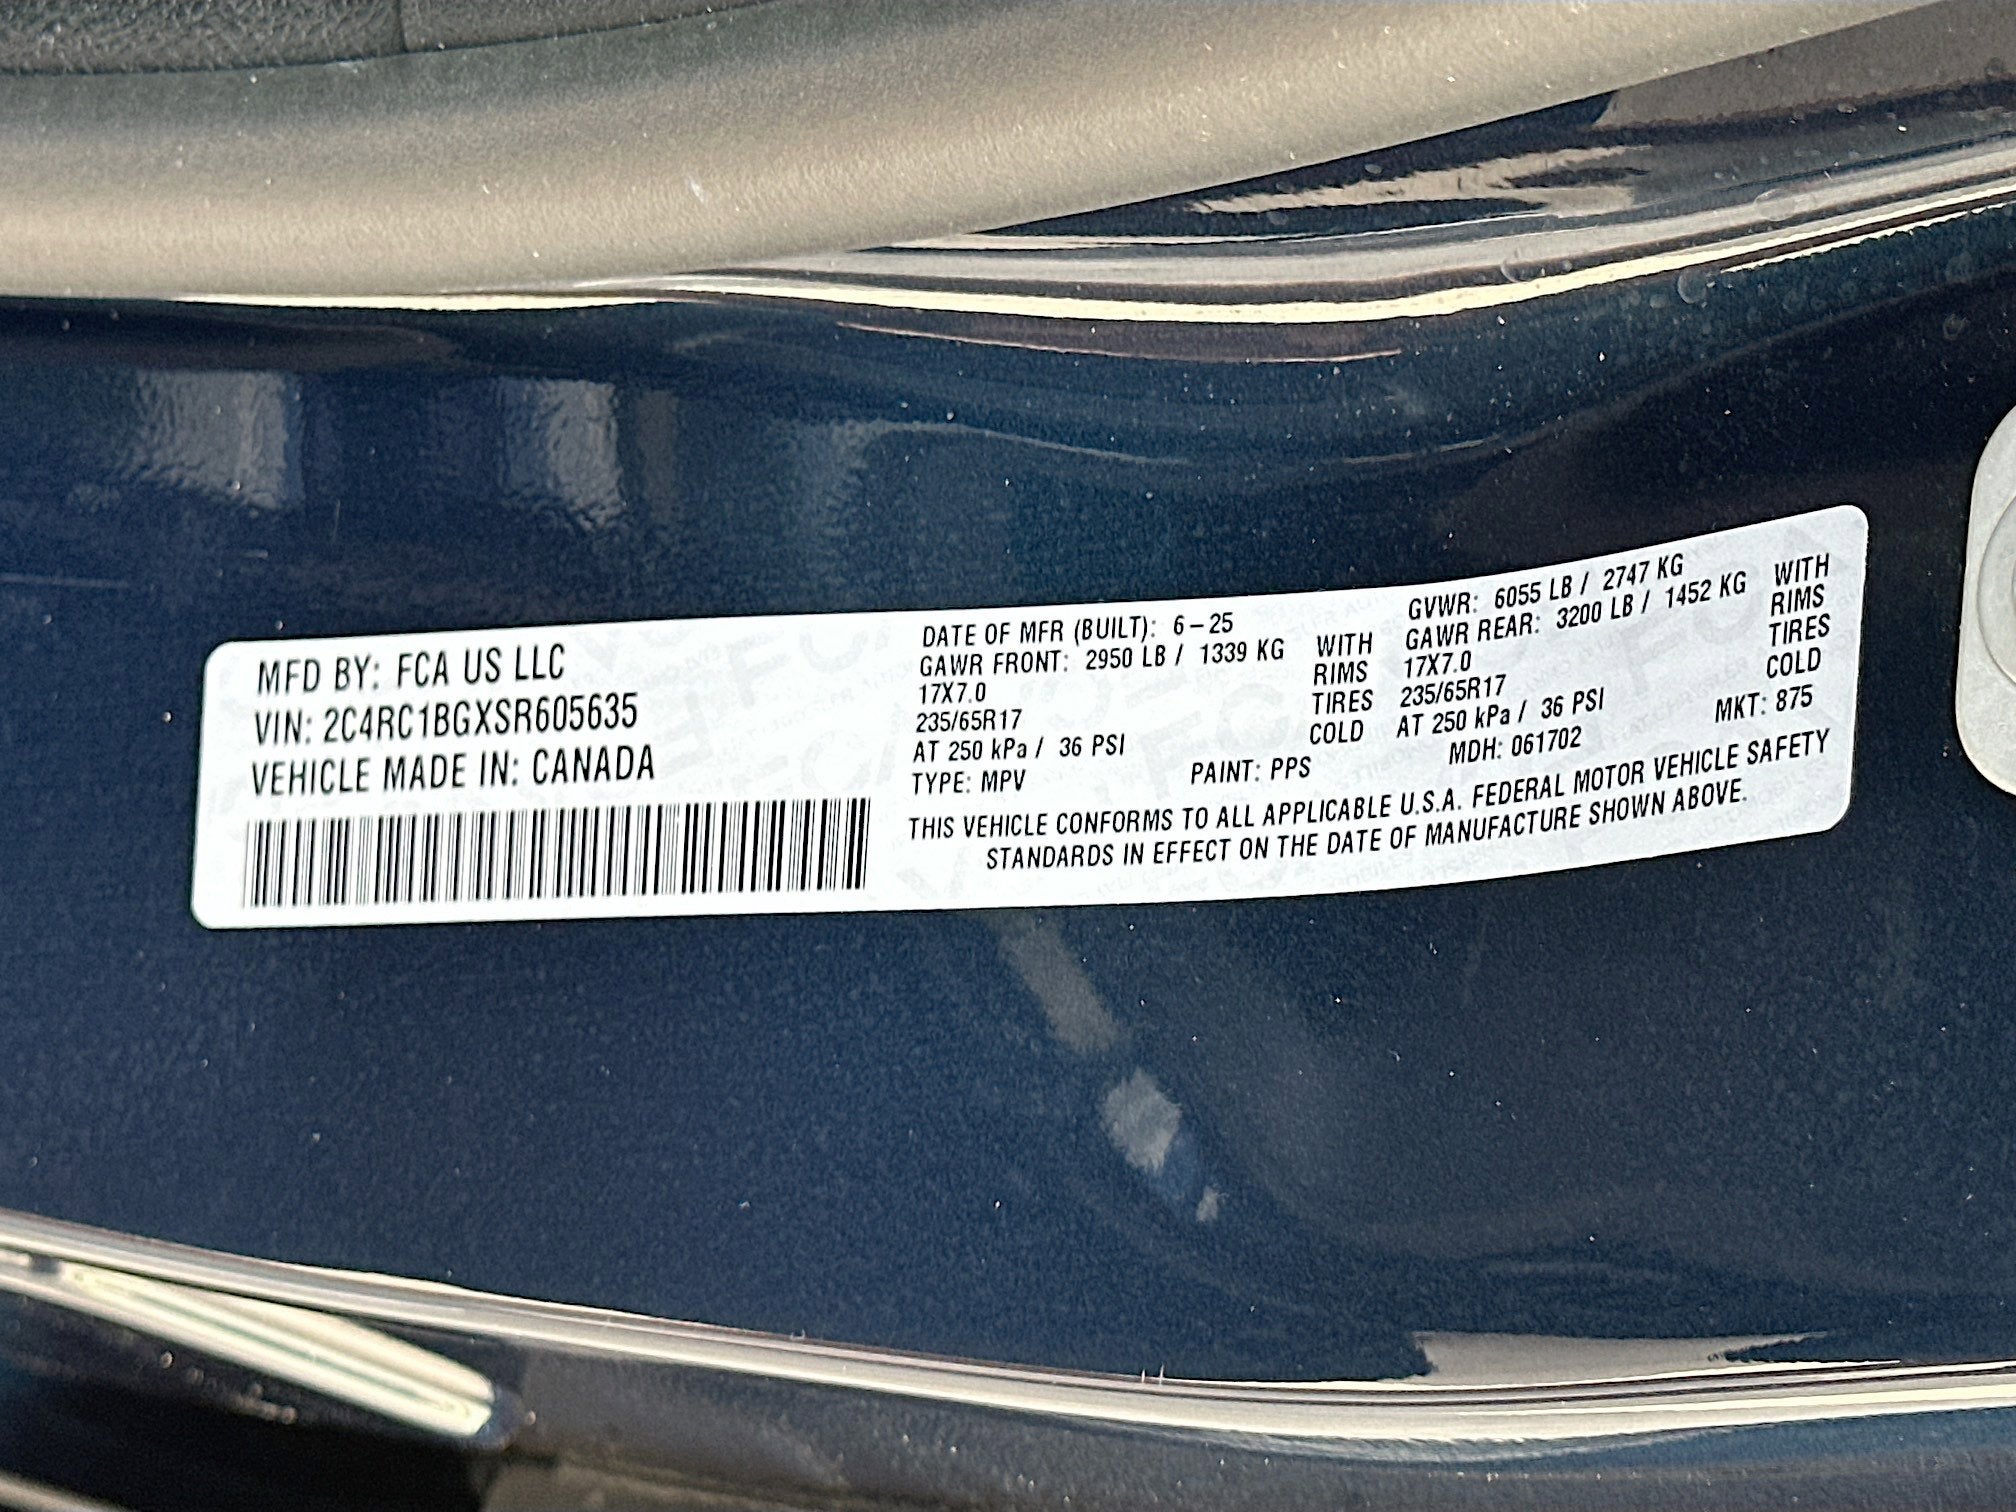 MFD BY: FCA US LLC
VIN: 2C4RC1BGXSR605635
VEHICLE MADE IN: CANADA
DATE OF MFR (BUILT): 6-25
GAWR FRONT: 2950 LB / 1339 KG WITH
17X7.0 RIMS
235/65R17 TIRES
AT 250 kPa / 36 PSI COLD
TYPE: MPV
PAINT: PPS
GVWR: 6055 LB / 2747 KG
GAWR REAR: 3200 LB / 1452 KG WITH
17X7.0 RIMS
235/65R17 TIRES
AT 250 kPa / 36 PSI COLD
MDH: 061702
MKT: 875
THIS VEHICLE CONFORMS TO ALL APPLICABLE U.S.A. FEDERAL MOTOR VEHICLE SAFETY
STANDARDS IN EFFECT ON THE DATE OF MANUFACTURE SHOWN ABOVE.